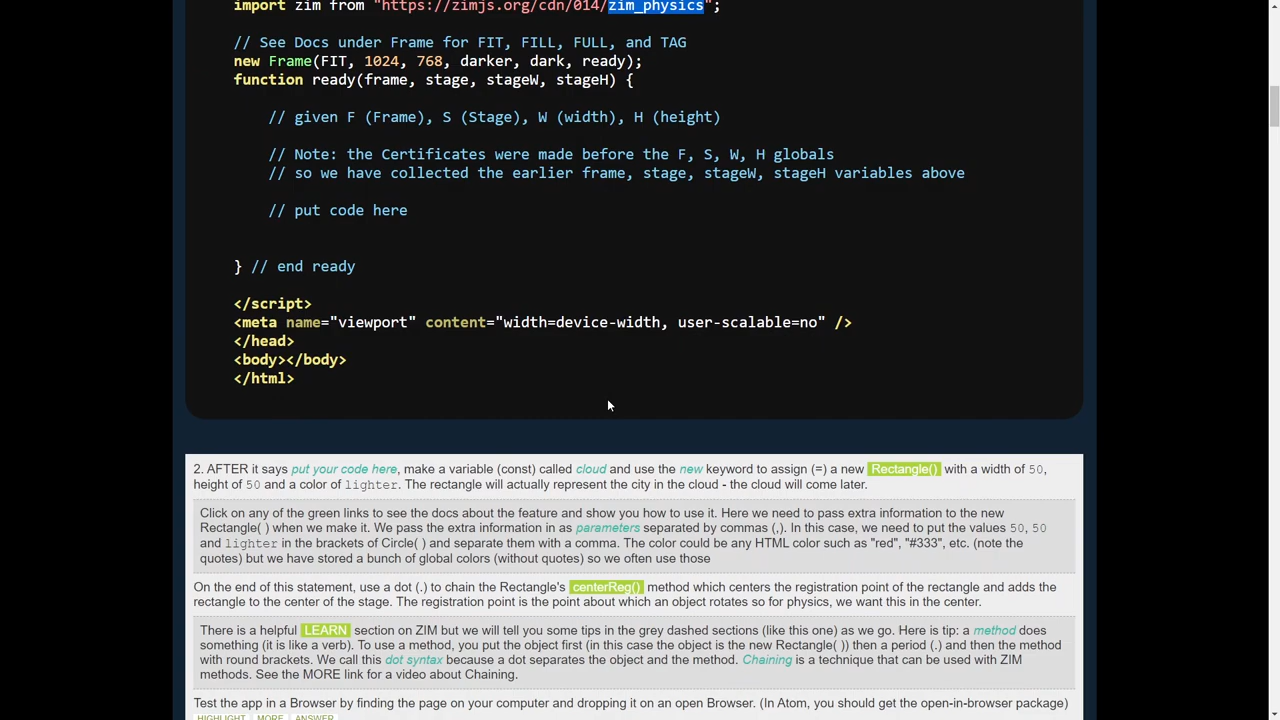 import zim from "https://zimjs.org/cdn/014/zim_physics";
// See Docs under Frame for FIT, FILL, FULL, and TAG
new Frame(FIT, 1024, 768, darker, dark, ready);
function ready(frame, stage, stageW, stageH) {
// given F (Frame), S (Stage), W (width), H (height)
// Note: the Certificates were made before the F, S, W, H globals
// so we have collected the earlier frame, stage, stageW, stageH variables above
// put code here
} // end ready
</script>
<meta name="viewport" content="width=device-width, user-scalable=no" />
</head>
<body></body>
</html>
2. AFTER it says put your code here, make a variable (const) called cloud and use the new keyword to assign (=) a new Rectangle() with a width of 50,
height of 50 and a color of lighter. The rectangle will actually represent the city in the cloud - the cloud will come later.
Click on any of the green links to see the docs about the feature and show you how to use it. Here we need to pass extra information to the new
Rectangle( ) when we make it. We pass the extra information in as parameters separated by commas (,). In this case, we need to put the values 50, 50
and lighter in the brackets of Circle( ) and separate them with a comma. The color could be any HTML color such as "red", "#333", etc. (note the
quotes) but we have stored a bunch of global colors (without quotes) so we often use those
On the end of this statement, use a dot (.) to chain the Rectangle's centerReg() method which centers the registration point of the rectangle and adds the
rectangle to the center of the stage. The registration point is the point about which an object rotates so for physics, we want this in the center.
There is a helpful LEARN section on ZIM but we will tell you some tips in the grey dashed sections (like this one) as we go. Here is tip: a method does
something (it is like a verb). To use a method, you put the object first (in this case the object is the new Rectangle( )) then a period (.) and then the method
with round brackets. We call this dot syntax because a dot separates the object and the method. Chaining is a technique that can be used with ZIM
methods. See the MORE link for a video about Chaining.
Test the app in a Browser by finding the page on your computer and dropping it on an open Browser. (In Atom, you should get the open-in-browser package)
HIGHLIGHT MORE ANSWER